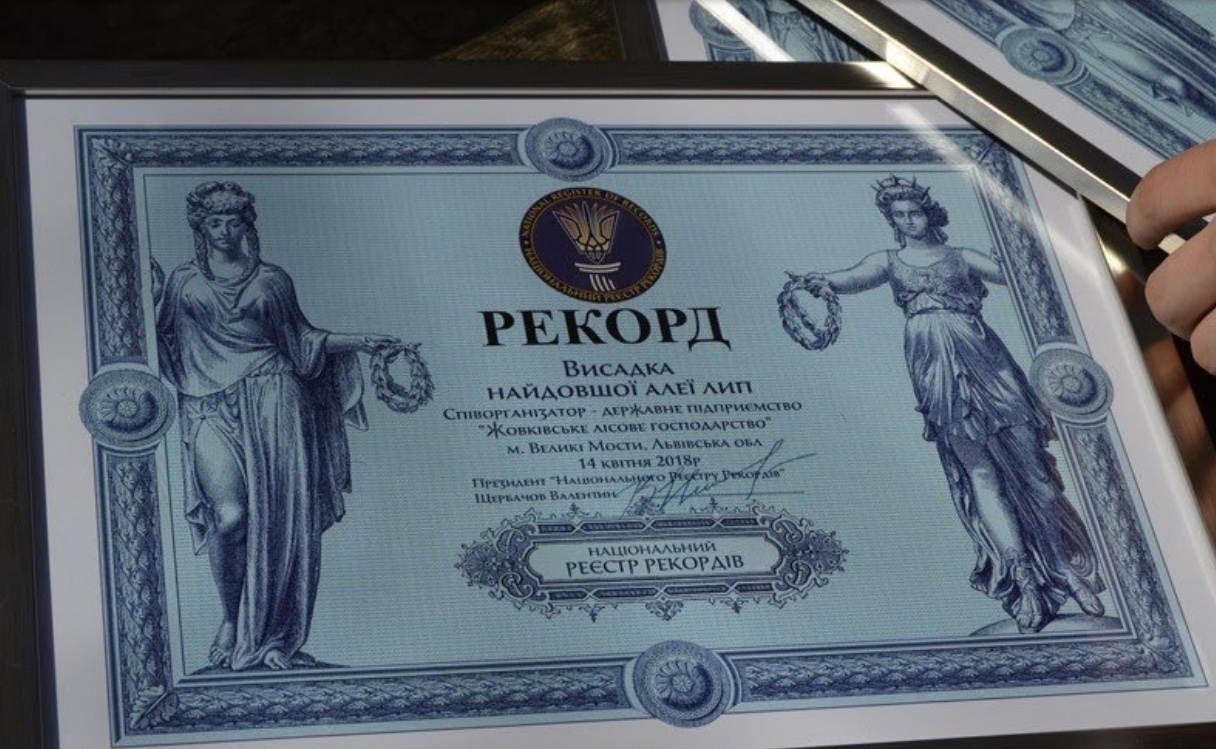 NATIONAL REGISTER OF RECORDS
НАЦІОНАЛЬНИЙ РЕЄСТР РЕКОРДІВ
РЕКОРД
Висадка
найдовшої алеї лип
Співорганізатор - державне підприємство
"Жовківське лісове господарство"
м. Великі Мости, Львівська обл
14 квітня 2018р
Президент "Національного Реєстру Рекордів"
Щербачов Валентин
НАЦІОНАЛЬНИЙ
РЕЄСТР РЕКОРДІВ